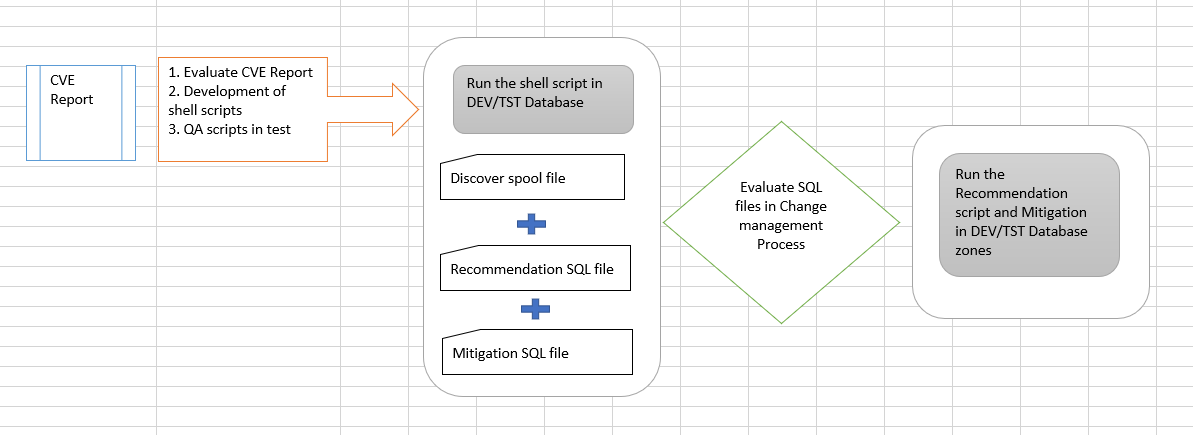 CVE
Report
1. Evaluate CVE Report
2. Development of
shell scripts
3. QA scripts in test
Run the shell script in
DEV/TST Database
Discover spool file
Recommendation SQL file
Mitigation SQL file
Evaluate SQL
files in Change
management
Process
Run the
Recommendation
script and Mitigation
in DEV/TST Database
zones